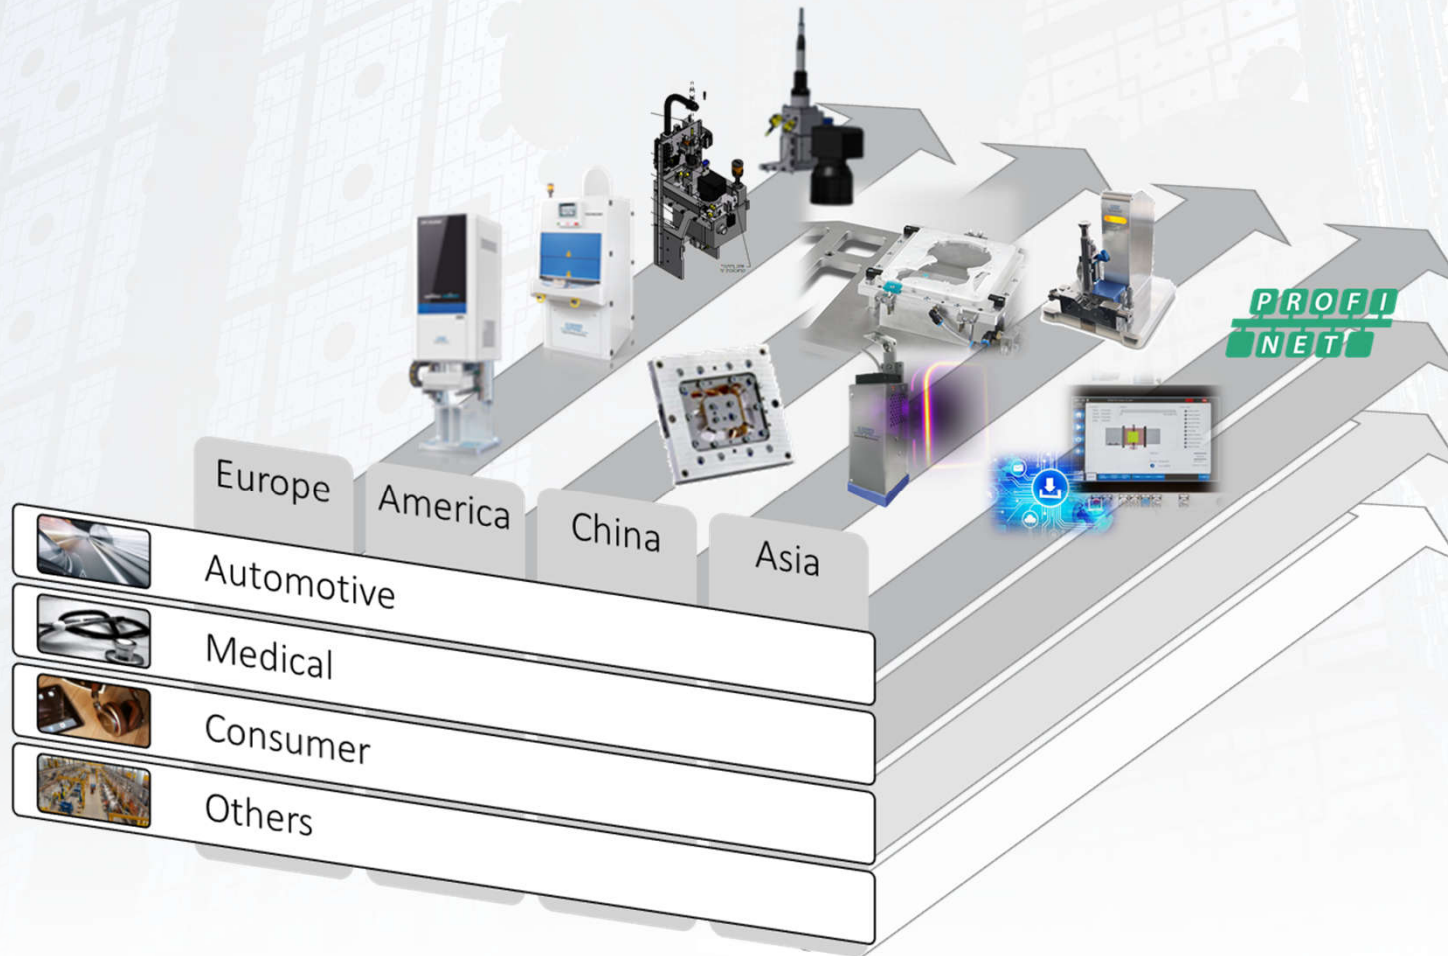 PROFI
NET
Europe
America
China
Asia
Automotive
Medical
Consumer
Others